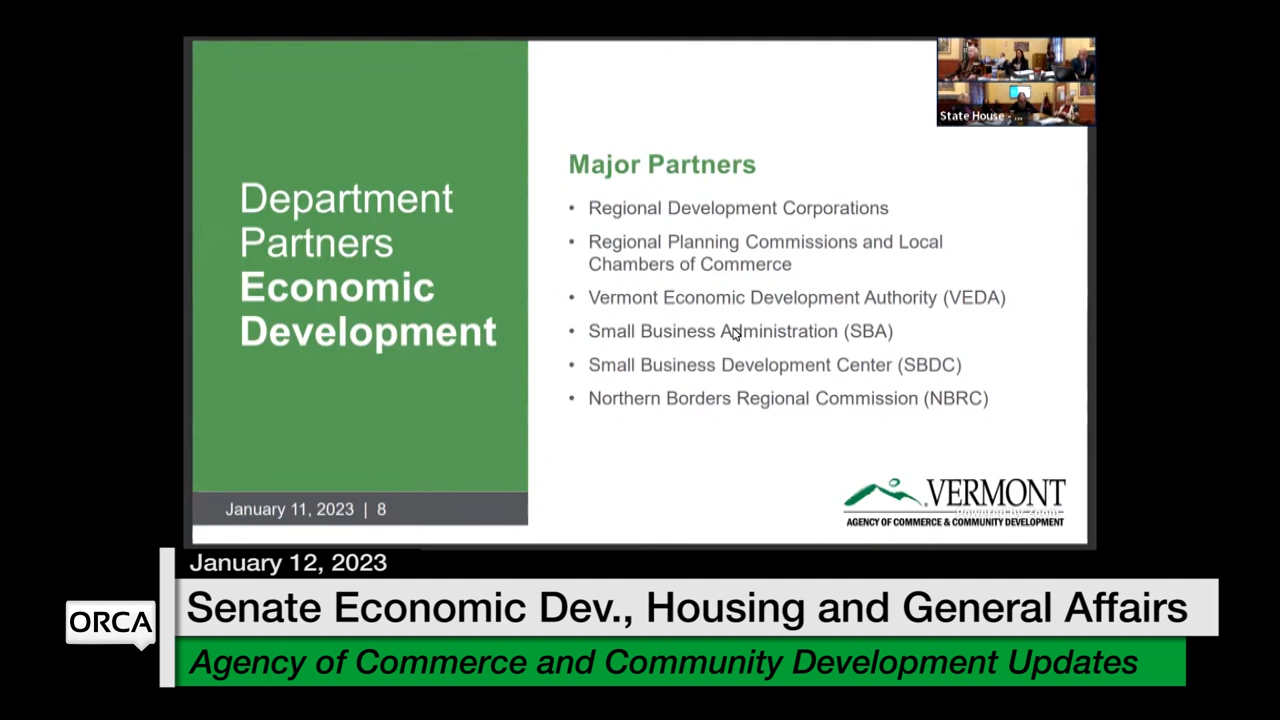 State House - ...
Department
Partners
Economic
Development
January 11, 2023 | 8
Major Partners
• Regional Development Corporations
• Regional Planning Commissions and Local
Chambers of Commerce
• Vermont Economic Development Authority (VEDA)
• Small Business Administration (SBA)
• Small Business Development Center (SBDC)
• Northern Borders Regional Commission (NBRC)
VERMONT
Powered by Zoom
AGENCY OF COMMERCE & COMMUNITY DEVELOPMENT
January 12, 2023
ORCA
Senate Economic Dev., Housing and General Affairs
Agency of Commerce and Community Development Updates